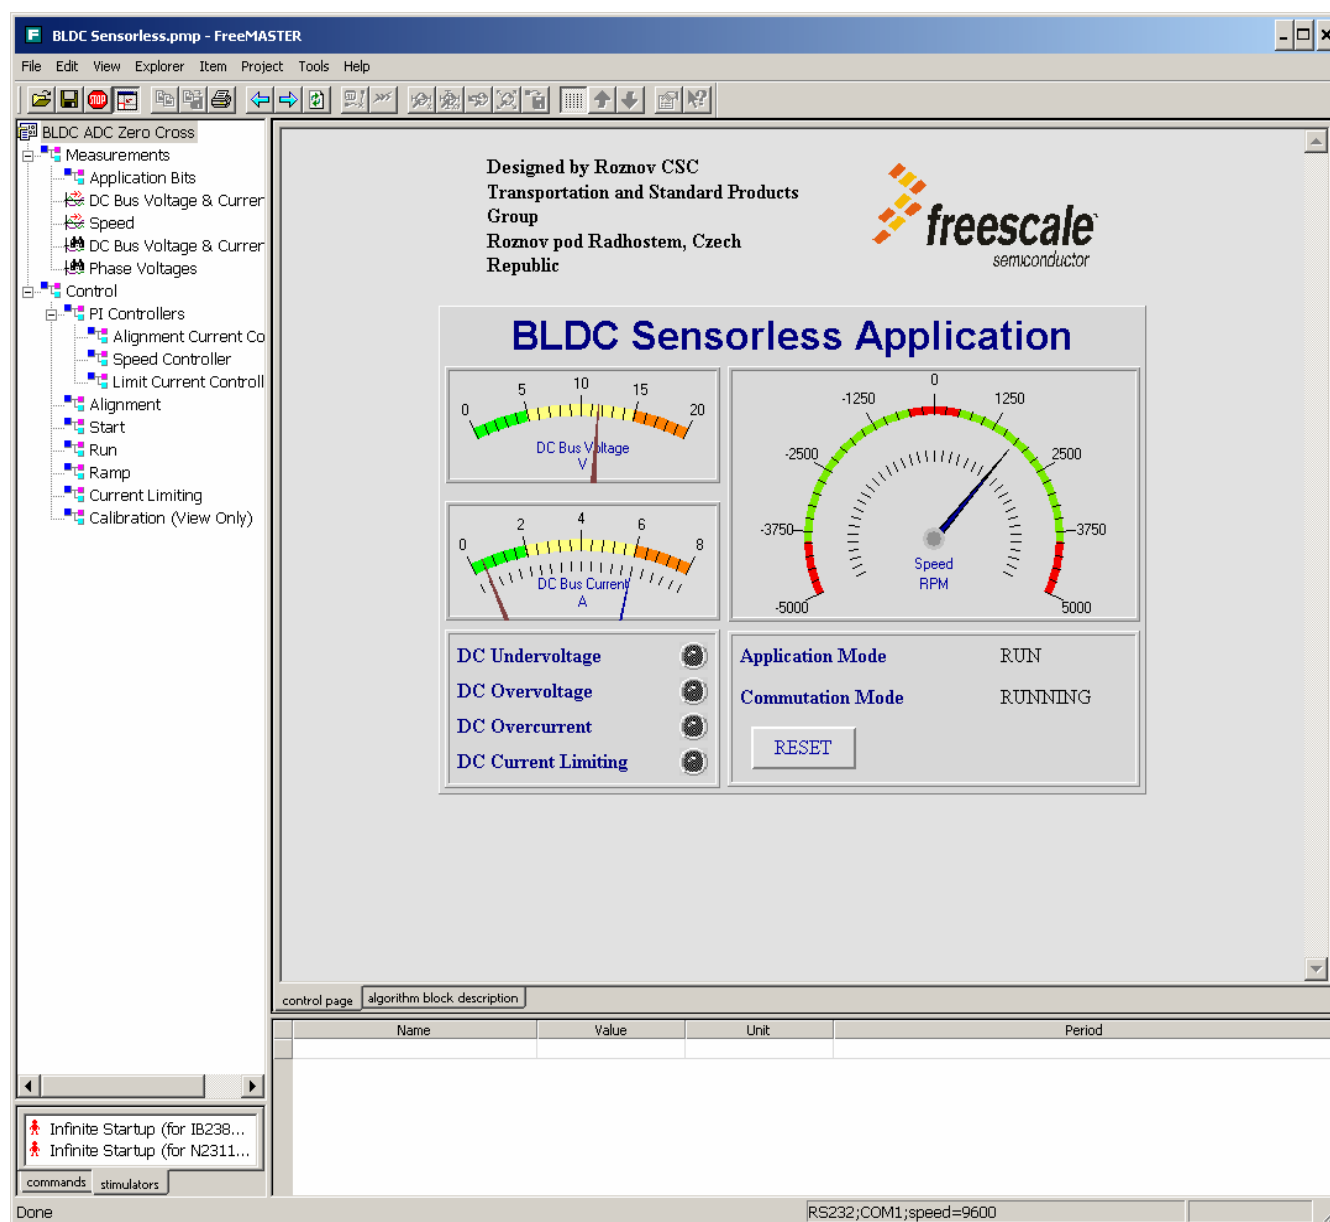 BLDC Sensorless.pmp - FreeMASTER
File Edit View Explorer Item Project Tools Help
STOP
BLDC ADC Zero Cross
Measurements
Application Bits
DC Bus Voltage & Curren
Speed
DC Bus Voltage & Curren
Phase Voltages
Control
PI Controllers
Alignment Current Co
Speed Controller
Limit Current Controll
Alignment
Start
Run
Ramp
Current Limiting
Calibration (View Only)
Designed by Roznov CSC
Transportation and Standard Products
Group
Roznov pod Radhostem, Czech
Republic
freescale
semiconductor
BLDC Sensorless Application
0 5 10 15 20
DC Bus Voltage
V
0 2 4 6 8
DC Bus Current
A
-5000 -3750 -2500 -1250 0 1250 2500 3750 5000
Speed
RPM
DC Undervoltage
DC Overvoltage
DC Overcurrent
DC Current Limiting
Application Mode RUN
Commutation Mode RUNNING
RESET
control page algorithm block description
Name Value Unit Period
Infinite Startup (for IB238...
Infinite Startup (for N2311...
commands stimulators
Done RS232;COM1;speed=9600